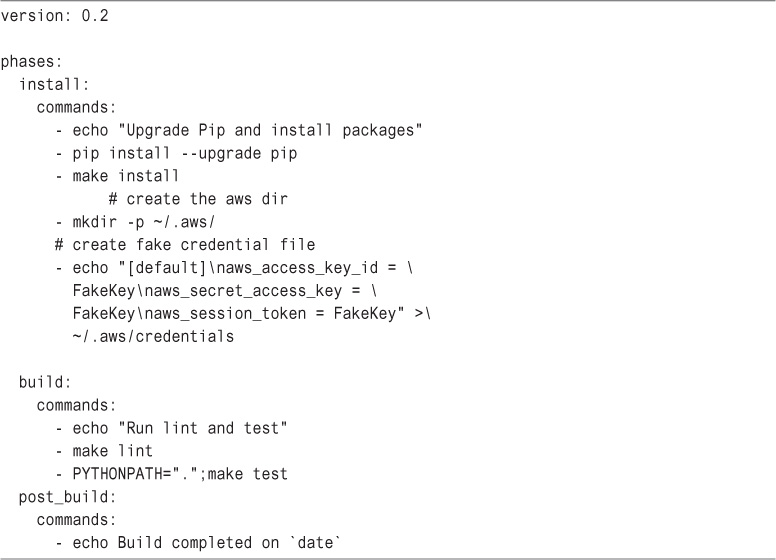 version: 0.2

phases:
  install:
    commands:
      - echo "Upgrade Pip and install packages"
      - pip install --upgrade pip
      - make install
            # create the aws dir
      - mkdir -p ~/.aws/
      # create fake credential file
      - echo "[default]\naws_access_key_id = \
        FakeKey\naws_secret_access_key = \
        FakeKey\naws_session_token = FakeKey" >\
        ~/.aws/credentials

  build:
    commands:
      - echo "Run lint and test"
      - make lint
      - PYTHONPATH=".";make test
  post_build:
    commands:
      - echo Build completed on `date`